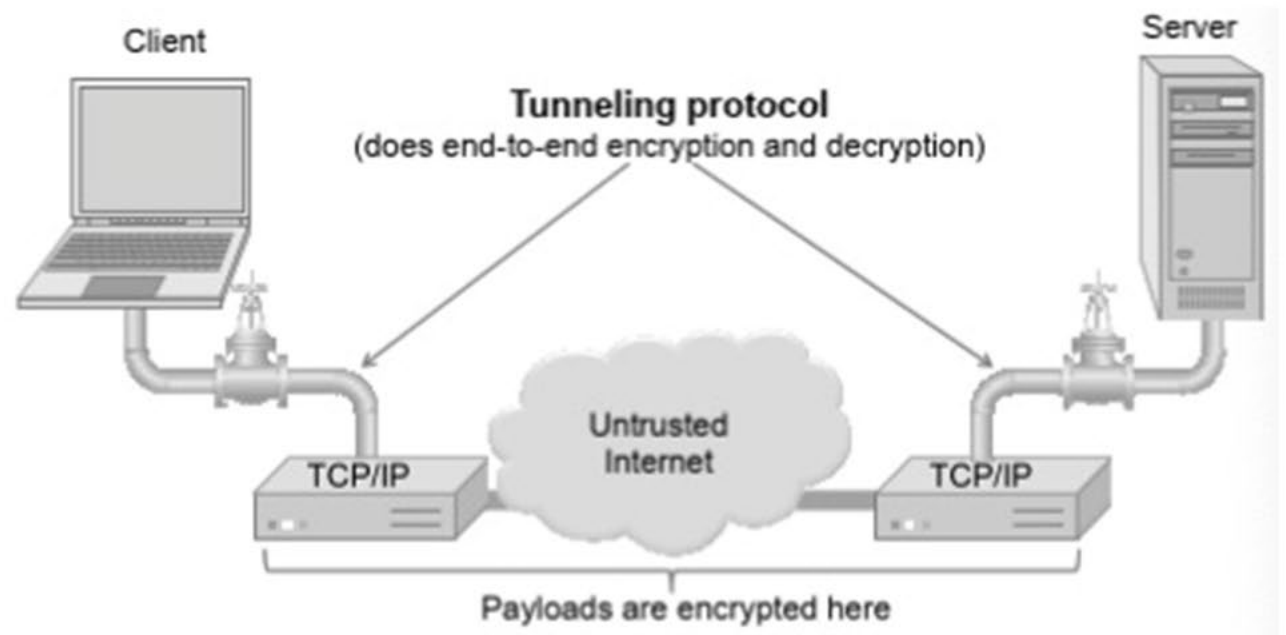 Client
Server
Tunneling protocol
(does end-to-end encryption and decryption)
Untrusted
Internet
TCP/IP
TCP/IP
Payloads are encrypted here